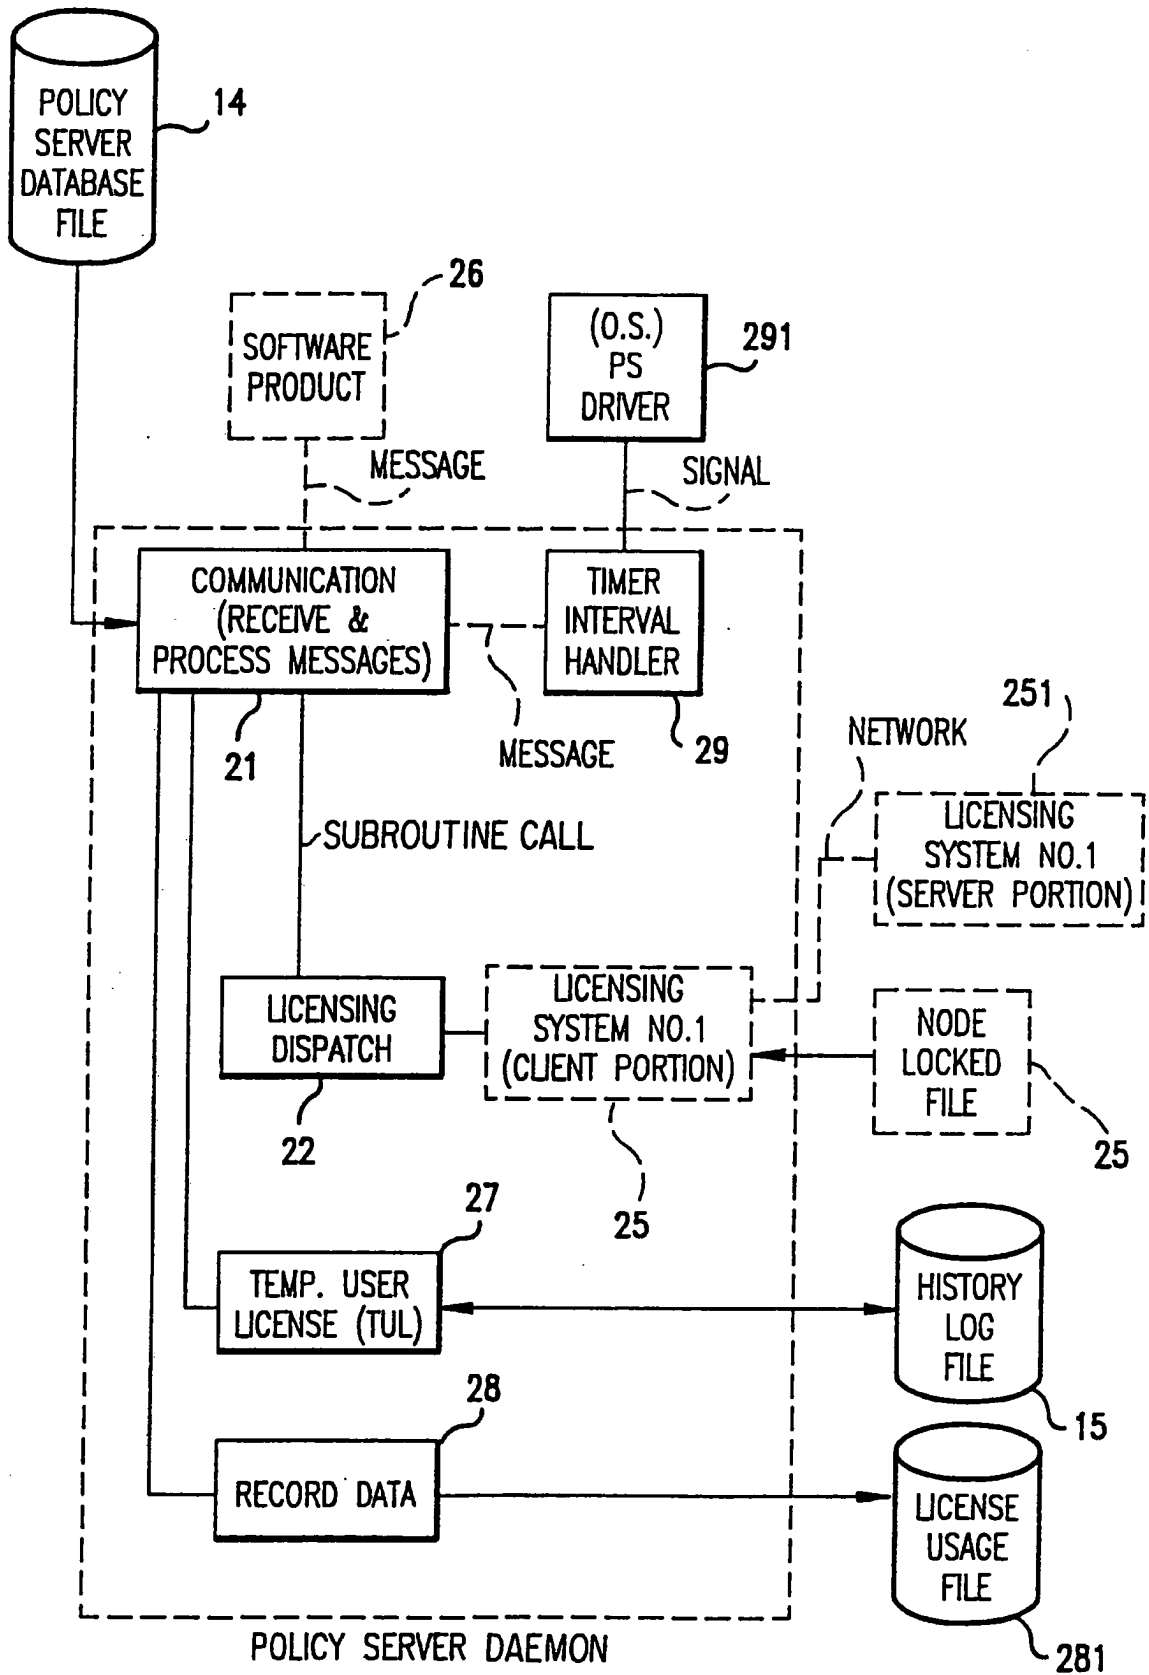 POLICY
SERVER
DATABASE
FILE
14
SOFTWARE
PRODUCT
26
(O.S.)
PS
DRIVER
291
MESSAGE
SIGNAL
COMMUNICATION
(RECEIVE &
PROCESS MESSAGES)
21
TIMER
INTERVAL
HANDLER
29
MESSAGE
SUBROUTINE CALL
NETWORK
251
LICENSING
SYSTEM NO.1
(SERVER PORTION)
LICENSING
DISPATCH
22
LICENSING
SYSTEM NO.1
(CLIENT PORTION)
25
NODE
LOCKED
FILE
25
27
TEMP. USER
LICENSE (TUL)
HISTORY
LOG
FILE
15
28
RECORD DATA
LICENSE
USAGE
FILE
281
POLICY SERVER DAEMON